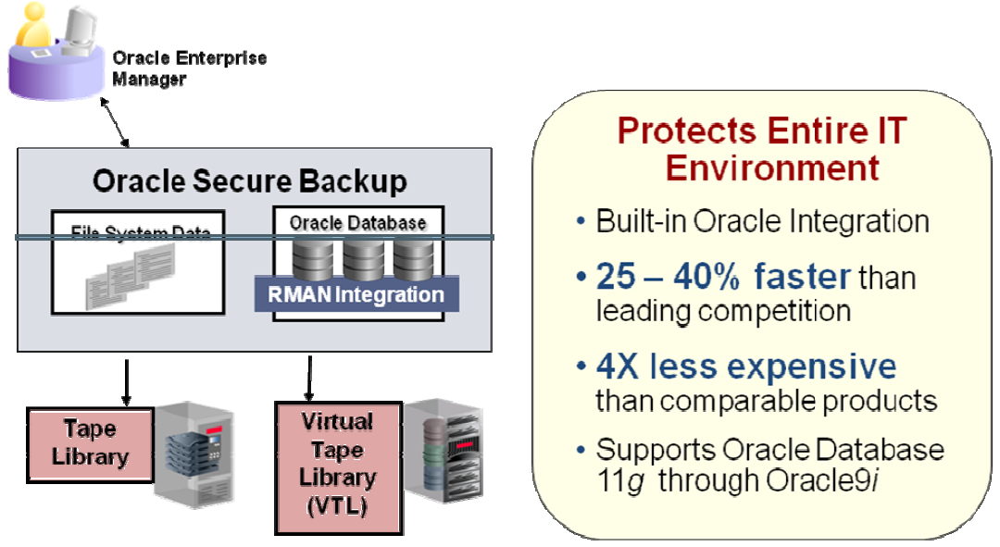 Oracle Enterprise
Manager
Oracle Secure Backup
File System Data
Oracle Database
RMAN Integration
Tape
Library
Virtual
Tape
Library
(VTL)
Protects Entire IT
Environment
• Built-in Oracle Integration
• 25 – 40% faster than
leading competition
• 4X less expensive
than comparable products
• Supports Oracle Database
11g through Oracle9i